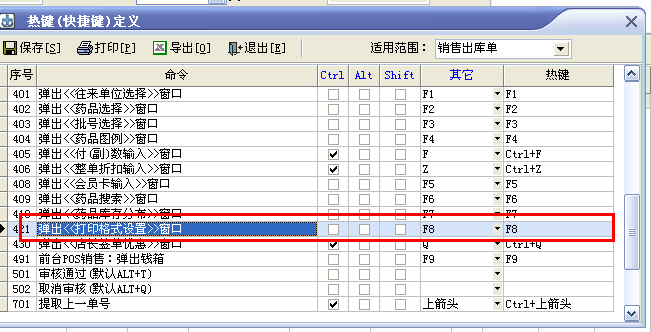 热键(快捷键)定义
保存[S] 打印[P] 导出[O] 退出[E] 适用范围: 销售出库单
序号 命令 Ctrl Alt Shift 其它 热键
401 弹出<<往来单位选择>>窗口 F1 F1
402 弹出<<药品选择>>窗口 F2 F2
403 弹出<<批号选择>>窗口 F3 F3
404 弹出<<药品图例>>窗口 F4 F4
405 弹出<<付(副)数输入>>窗口 F Ctrl+F
406 弹出<<整单折扣输入>>窗口 Z Ctrl+Z
407 弹出<<会员卡输入>>窗口 F5 F5
408 弹出<<药品搜索>>窗口 F6 F6
弹出<<药品库存分布>>窗口 F7 F7
421 弹出<<打印格式设置>>窗口 F8 F8
430 弹出<<店长签单优惠>>窗口 Q Ctrl+Q
491 前台POS销售：弹出钱箱 F9 F9
501 审核通过(默认ALT+T)
502 取消审核(默认ALT+Q)
701 提取上一单号 上箭头 Ctrl+上箭头